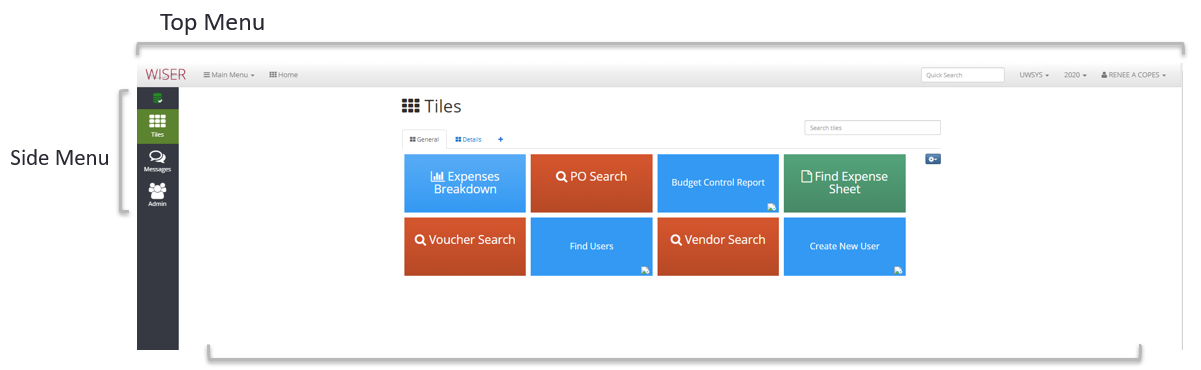 Top Menu
WISER Main Menu Home Quick Search UWSYS 2020 RENEE A COPES
Side Menu
Tiles
Messages
Admin
Tiles
Search tiles
General Details +
Expenses
Breakdown
PO Search
Budget Control Report
Find Expense
Sheet
Voucher Search
Find Users
Vendor Search
Create New User